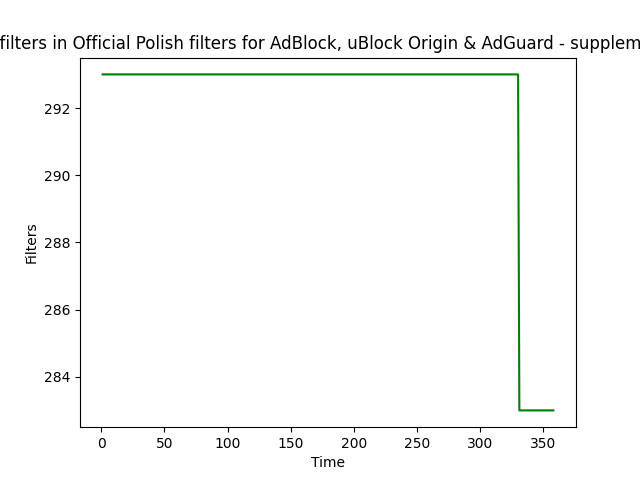 filters in Official Polish filters for AdBlock, uBlock Origin & AdGuard - supplem
292
290
288
286
284
Filters
0 50 100 150 200 250 300 350
Time